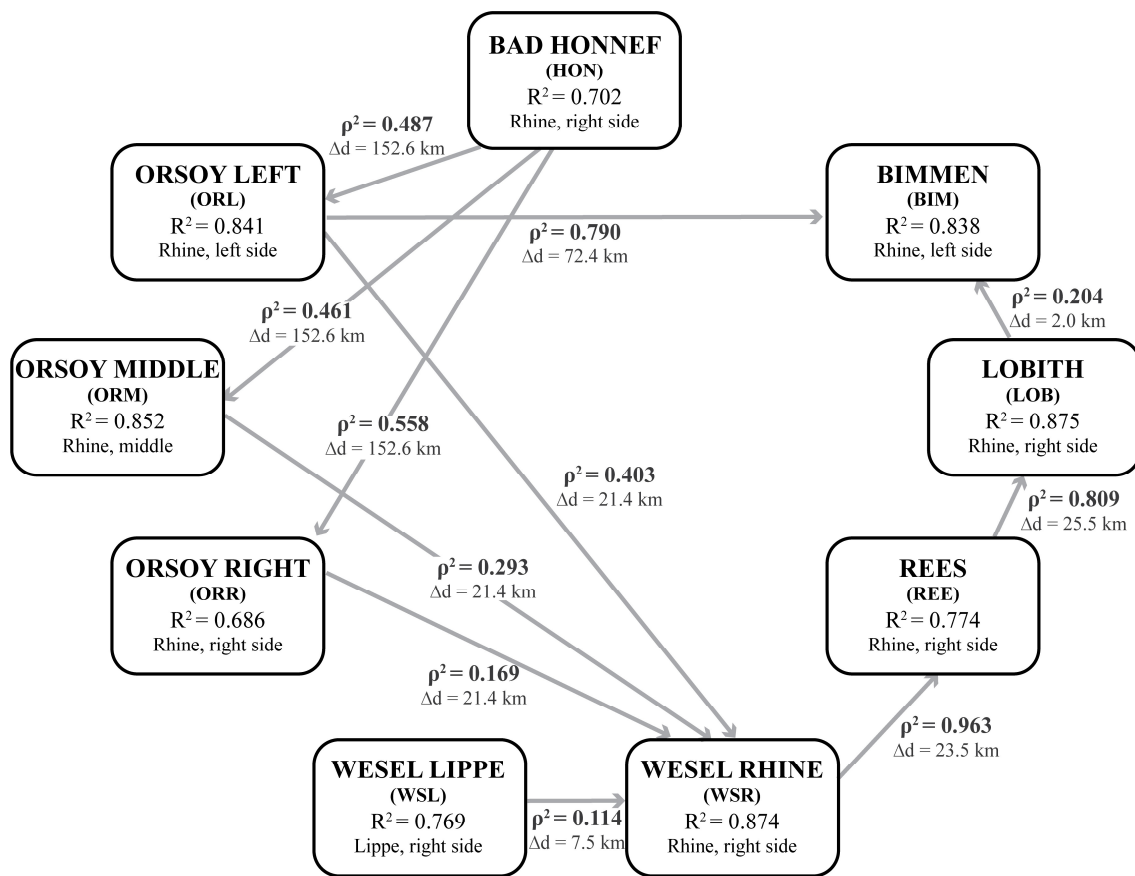 BAD HONNEF
(HON)
R² = 0.702
Rhine, right side
ρ² = 0.487
Δd = 152.6 km
ORSOY LEFT
(ORL)
R² = 0.841
Rhine, left side
BIMMEN
(BIM)
R² = 0.838
Rhine, left side
ρ² = 0.790
Δd = 72.4 km
ρ² = 0.461
Δd = 152.6 km
ρ² = 0.204
Δd = 2.0 km
ORSOY MIDDLE
(ORM)
R² = 0.852
Rhine, middle
LOBITH
(LOB)
R² = 0.875
Rhine, right side
ρ² = 0.558
Δd = 152.6 km
ρ² = 0.403
Δd = 21.4 km
ρ² = 0.809
Δd = 25.5 km
ORSOY RIGHT
(ORR)
R² = 0.686
Rhine, right side
ρ² = 0.293
Δd = 21.4 km
REES
(REE)
R² = 0.774
Rhine, right side
ρ² = 0.169
Δd = 21.4 km
ρ² = 0.963
Δd = 23.5 km
WESEL LIPPE
(WSL)
R² = 0.769
Lippe, right side
ρ² = 0.114
Δd = 7.5 km
WESEL RHINE
(WSR)
R² = 0.874
Rhine, right side